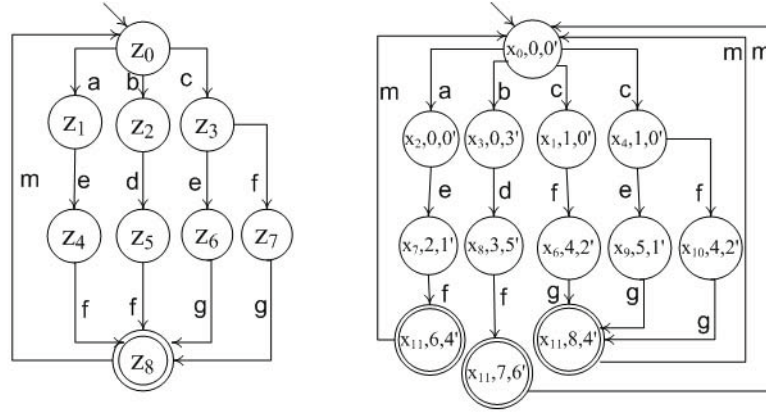 z0
a b c
z1 z2 z3
m e d e f
z4 z5 z6 z7
f f g g
z8
x0,0,0'
m m m
a b c c
x2,0,0' x3,0,3' x1,1,0' x4,1,0'
e d f e f
x7,2,1' x8,3,5' x6,4,2' x9,5,1' x10,4,2'
f f g g g
x11,6,4' x11,7,6' x11,8,4'